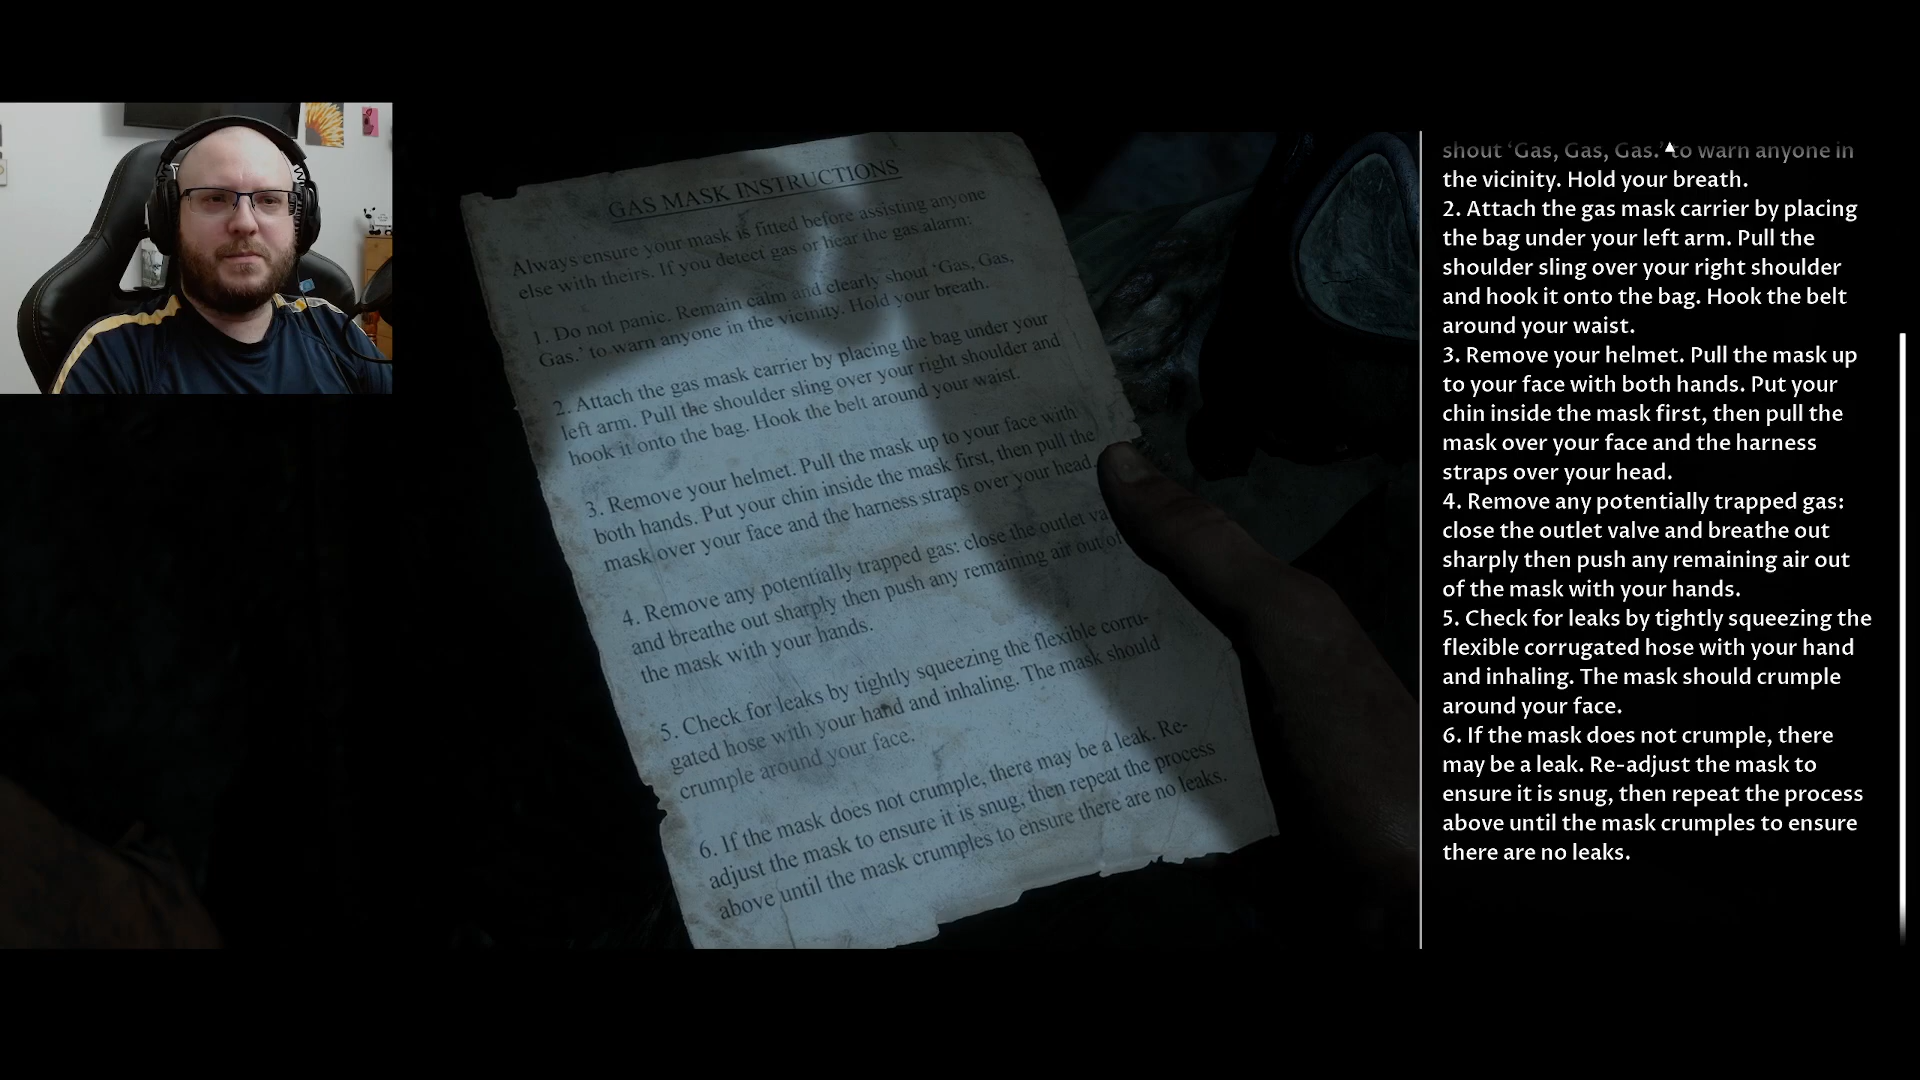 GAS MASK INSTRUCTIONS
Always ensure your mask is fitted before assisting anyone
else with theirs. If you detect gas or hear the gas alarm:
1. Do not panic. Remain calm and clearly shout ‘Gas, Gas,
Gas.’ to warn anyone in the vicinity. Hold your breath.
2. Attach the gas mask carrier by placing the bag under your
left arm. Pull the shoulder sling over your right shoulder and
hook it onto the bag. Hook the belt around your waist.
3. Remove your helmet. Pull the mask up to your face with
both hands. Put your chin inside the mask first, then pull the
mask over your face and the harness straps over your head.
4. Remove any potentially trapped gas: close the outlet va
and breathe out sharply then push any remaining air out of
the mask with your hands.
5. Check for leaks by tightly squeezing the flexible corru-
gated hose with your hand and inhaling. The mask should
crumple around your face.
6. If the mask does not crumple, there may be a leak. Re-
adjust the mask to ensure it is snug, then repeat the process
above until the mask crumples to ensure there are no leaks.
shout ‘Gas, Gas, Gas.’ to warn anyone in
the vicinity. Hold your breath.
2. Attach the gas mask carrier by placing
the bag under your left arm. Pull the
shoulder sling over your right shoulder
and hook it onto the bag. Hook the belt
around your waist.
3. Remove your helmet. Pull the mask up
to your face with both hands. Put your
chin inside the mask first, then pull the
mask over your face and the harness
straps over your head.
4. Remove any potentially trapped gas:
close the outlet valve and breathe out
sharply then push any remaining air out
of the mask with your hands.
5. Check for leaks by tightly squeezing the
flexible corrugated hose with your hand
and inhaling. The mask should crumple
around your face.
6. If the mask does not crumple, there
may be a leak. Re-adjust the mask to
ensure it is snug, then repeat the process
above until the mask crumples to ensure
there are no leaks.